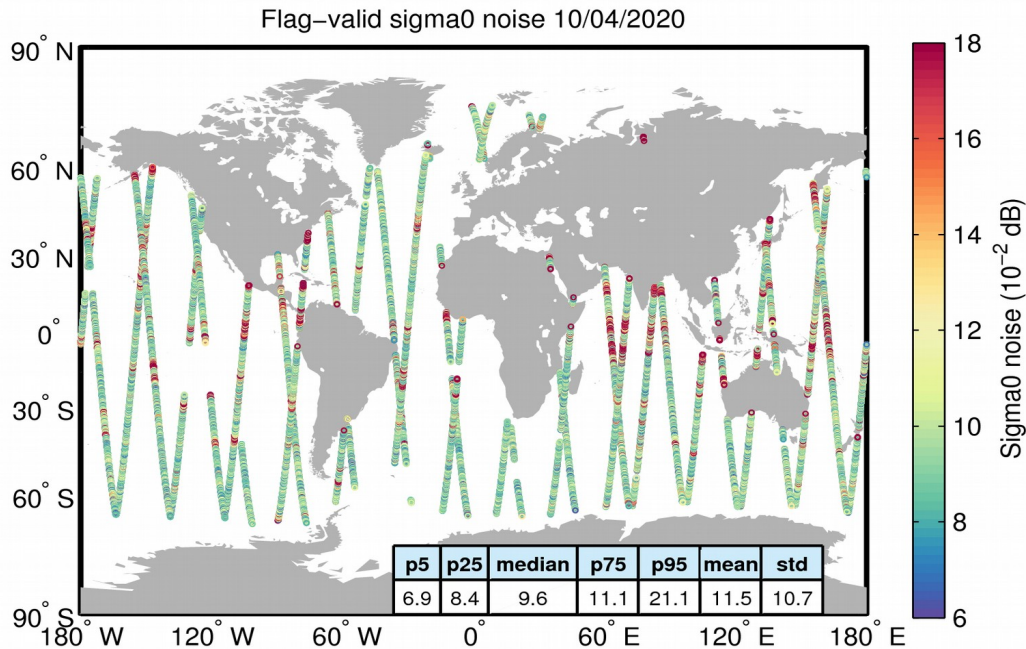 Flag−valid sigma0 noise 10/04/2020
90° N
60° N
30° N
0°
30° S
60° S
90° S
180° W
120° W
60° W
0°
60° E
120° E
180° E
18
16
14
12
10
8
6
Sigma0 noise (10⁻² dB)
p5 p25 median p75 p95 mean std
6.9 8.4 9.6 11.1 21.1 11.5 10.7